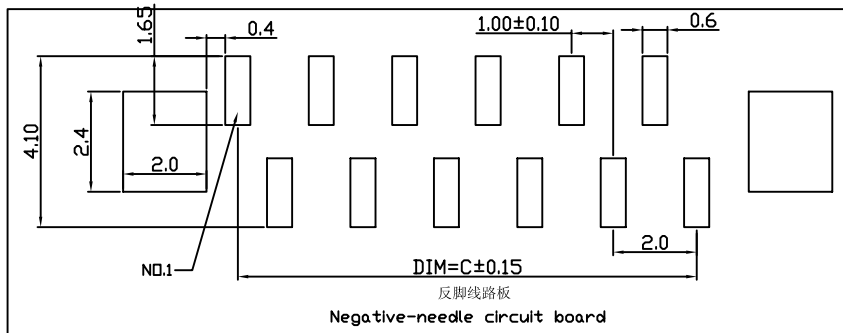 1.65
0.4
1.00±0.10
0.6
4.10
2.4
2.0
2.0
NO.1
DIM=C±0.15
反脚线路板
Negative-needle circuit board